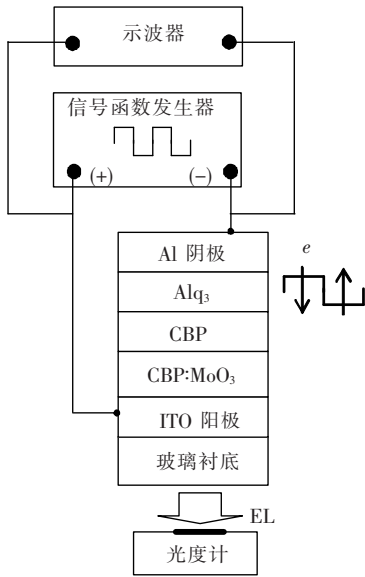 示波器
信号函数发生器
(+)
(−)
Al 阴极
e
Alq₃
CBP
CBP:MoO₃
ITO 阳极
玻璃衬底
EL
光度计